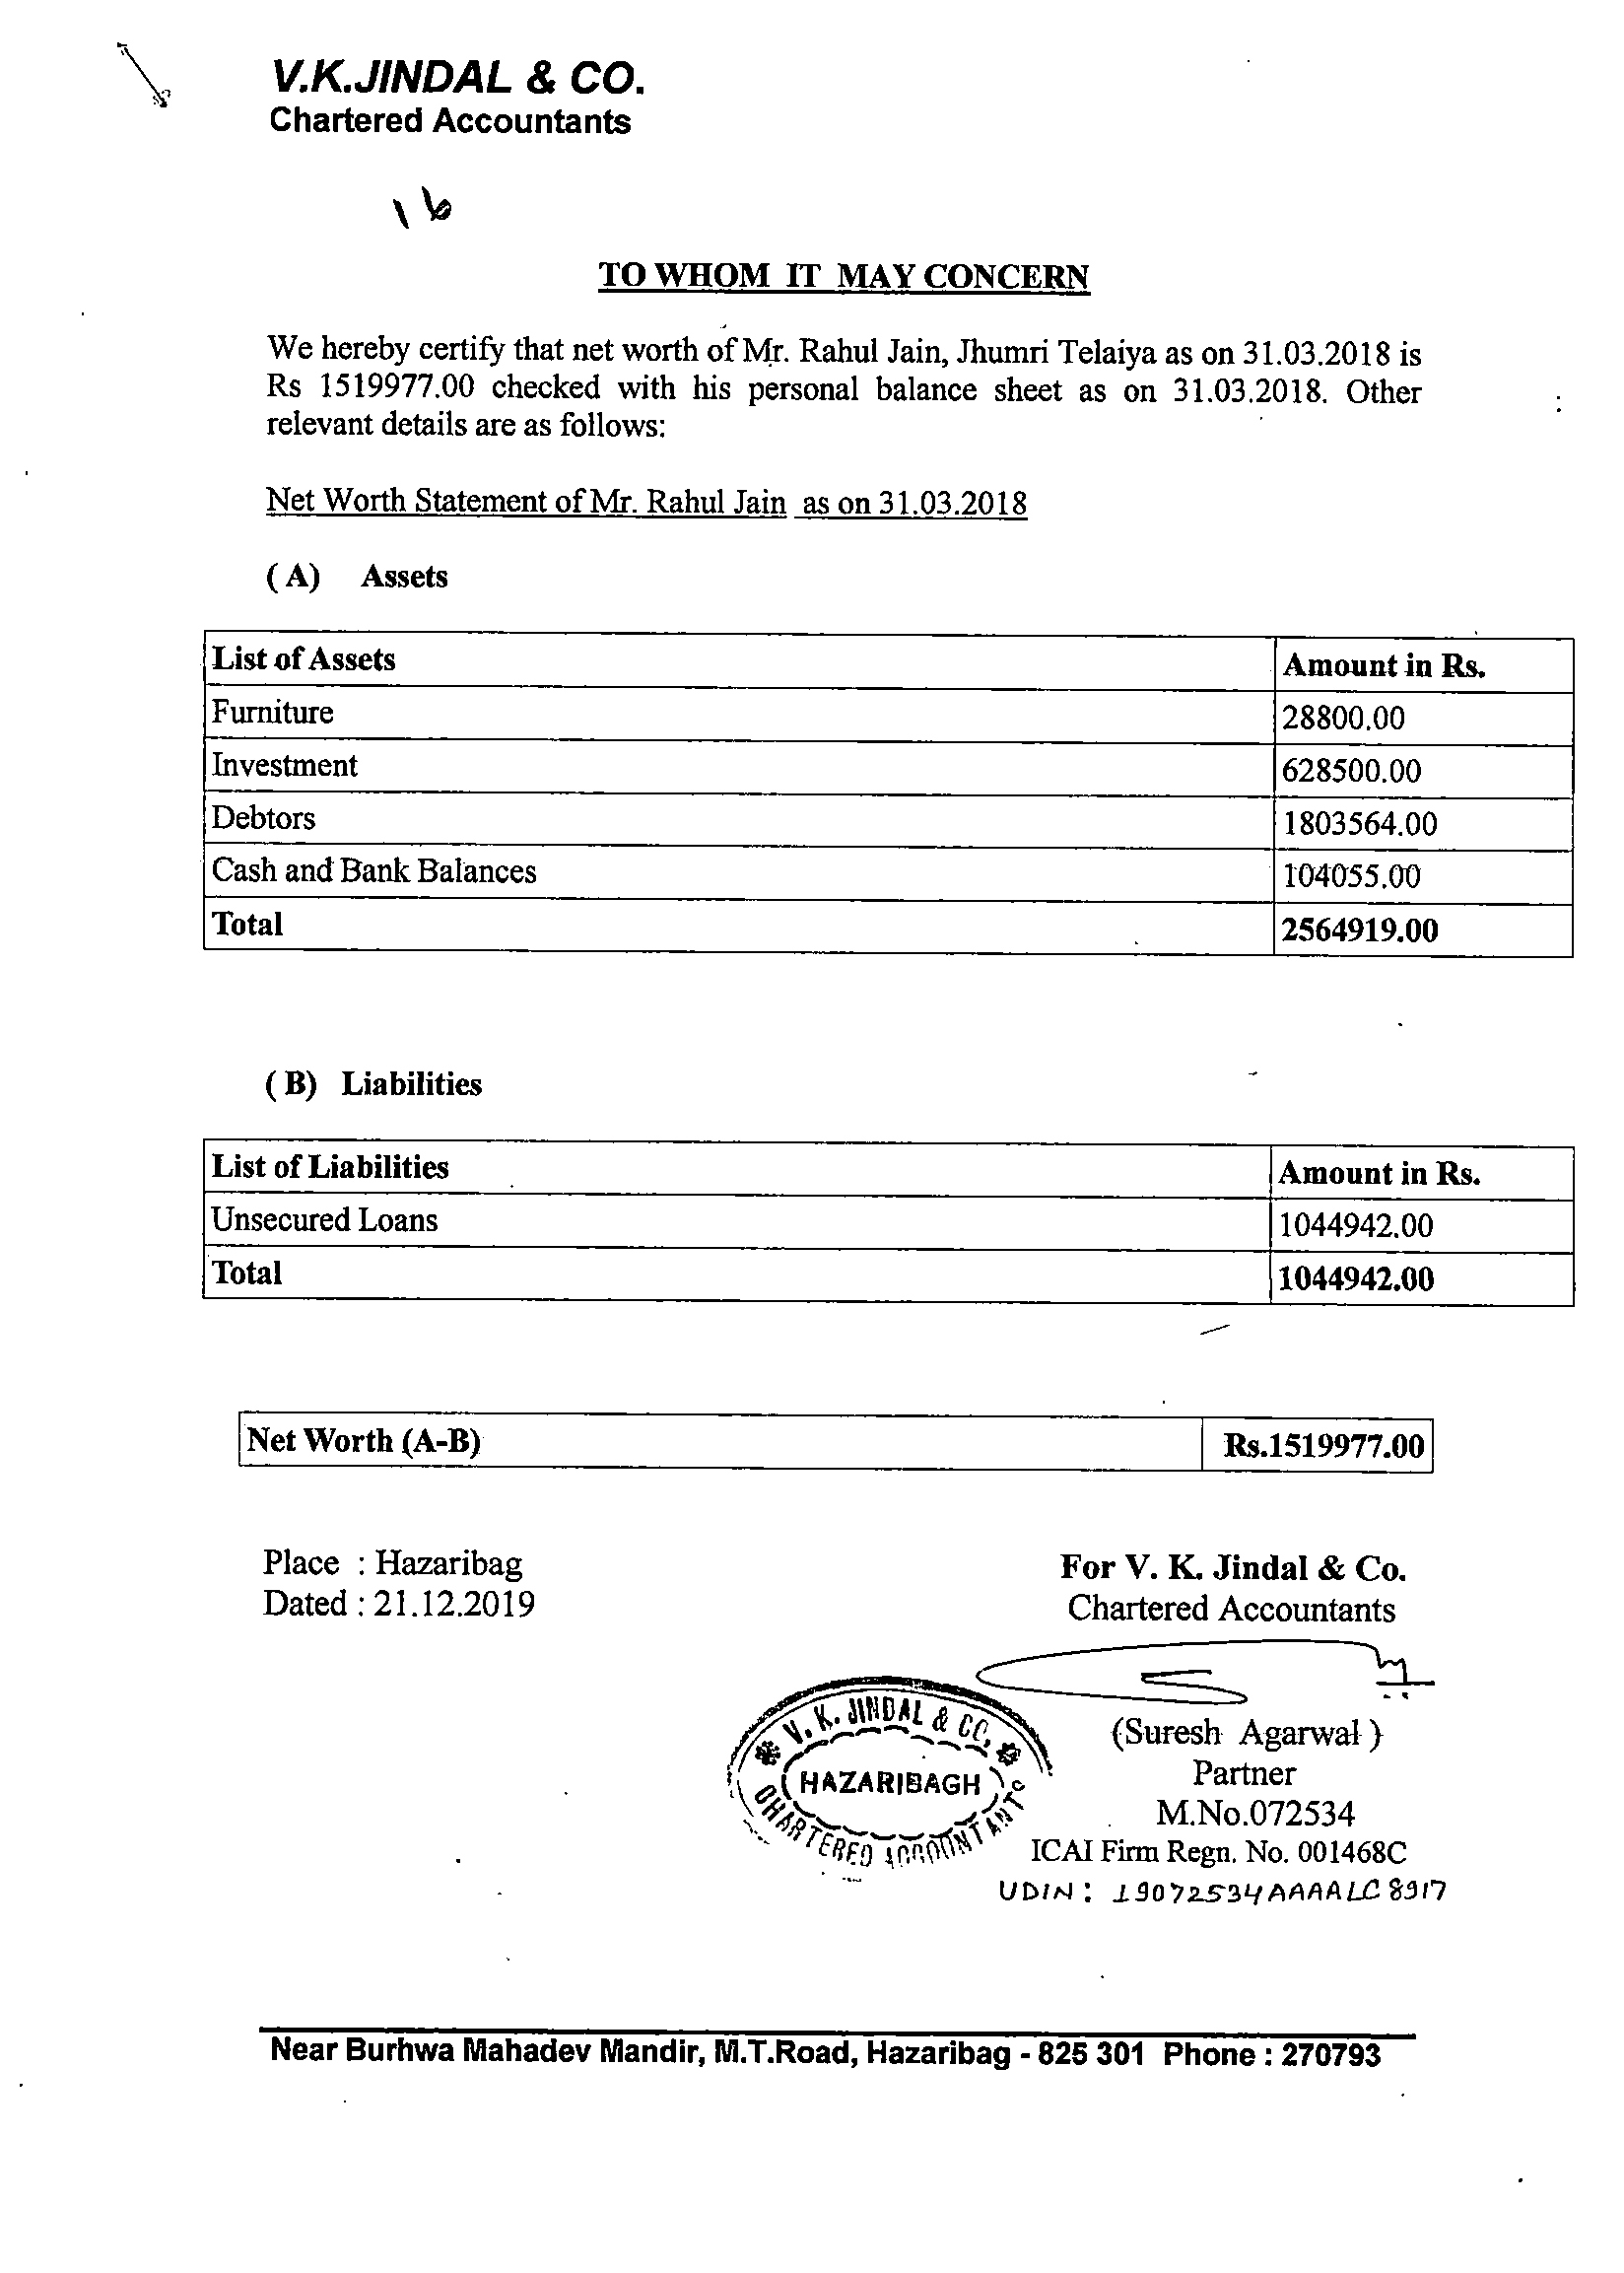 V.K.JINDAL & CO.
Chartered Accountants
16
TO WHOM IT MAY CONCERN
We hereby certify that net worth of Mr. Rahul Jain, Jhumri Telaiya as on 31.03.2018 is
Rs 1519977.00 checked with his personal balance sheet as on 31.03.2018. Other
relevant details are as follows:
Net Worth Statement of Mr. Rahul Jain as on 31.03.2018
( A) Assets
List of Assets Amount in Rs.
Furniture 28800.00
Investment 628500.00
Debtors 1803564.00
Cash and Bank Balances 104055.00
Total 2564919.00
( B) Liabilities
List of Liabilities Amount in Rs.
Unsecured Loans 1044942.00
Total 1044942.00
Net Worth (A-B) Rs.1519977.00
Place : Hazaribag
Dated : 21.12.2019
For V. K. Jindal & Co.
Chartered Accountants
V. K. JINDAL & CO.
HAZARIBAGH
CHARTERED ACCOUNTANTS
(Suresh Agarwal )
Partner
M.No.072534
ICAI Firm Regn. No. 001468C
UDIN : 19072534AAAALC8917
Near Burhwa Mahadev Mandir, M.T.Road, Hazaribag - 825 301 Phone : 270793